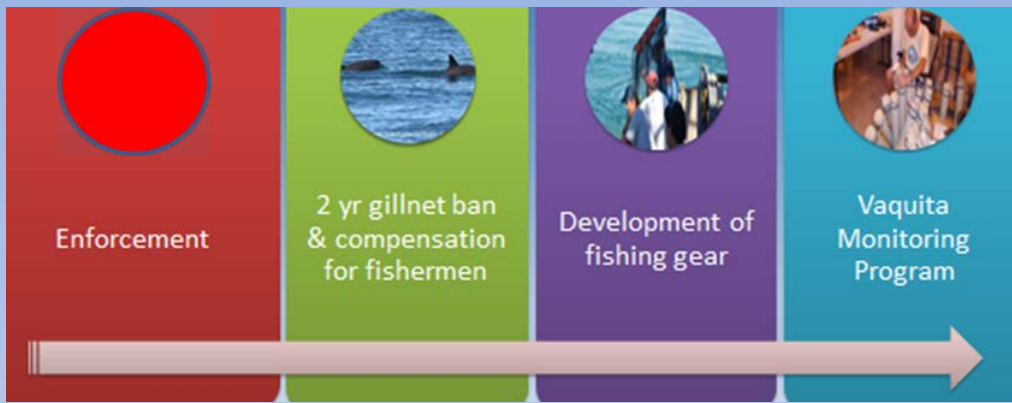 Enforcement
2 yr gillnet ban
& compensation
for fishermen
Development of
fishing gear
Vaquita
Monitoring
Program